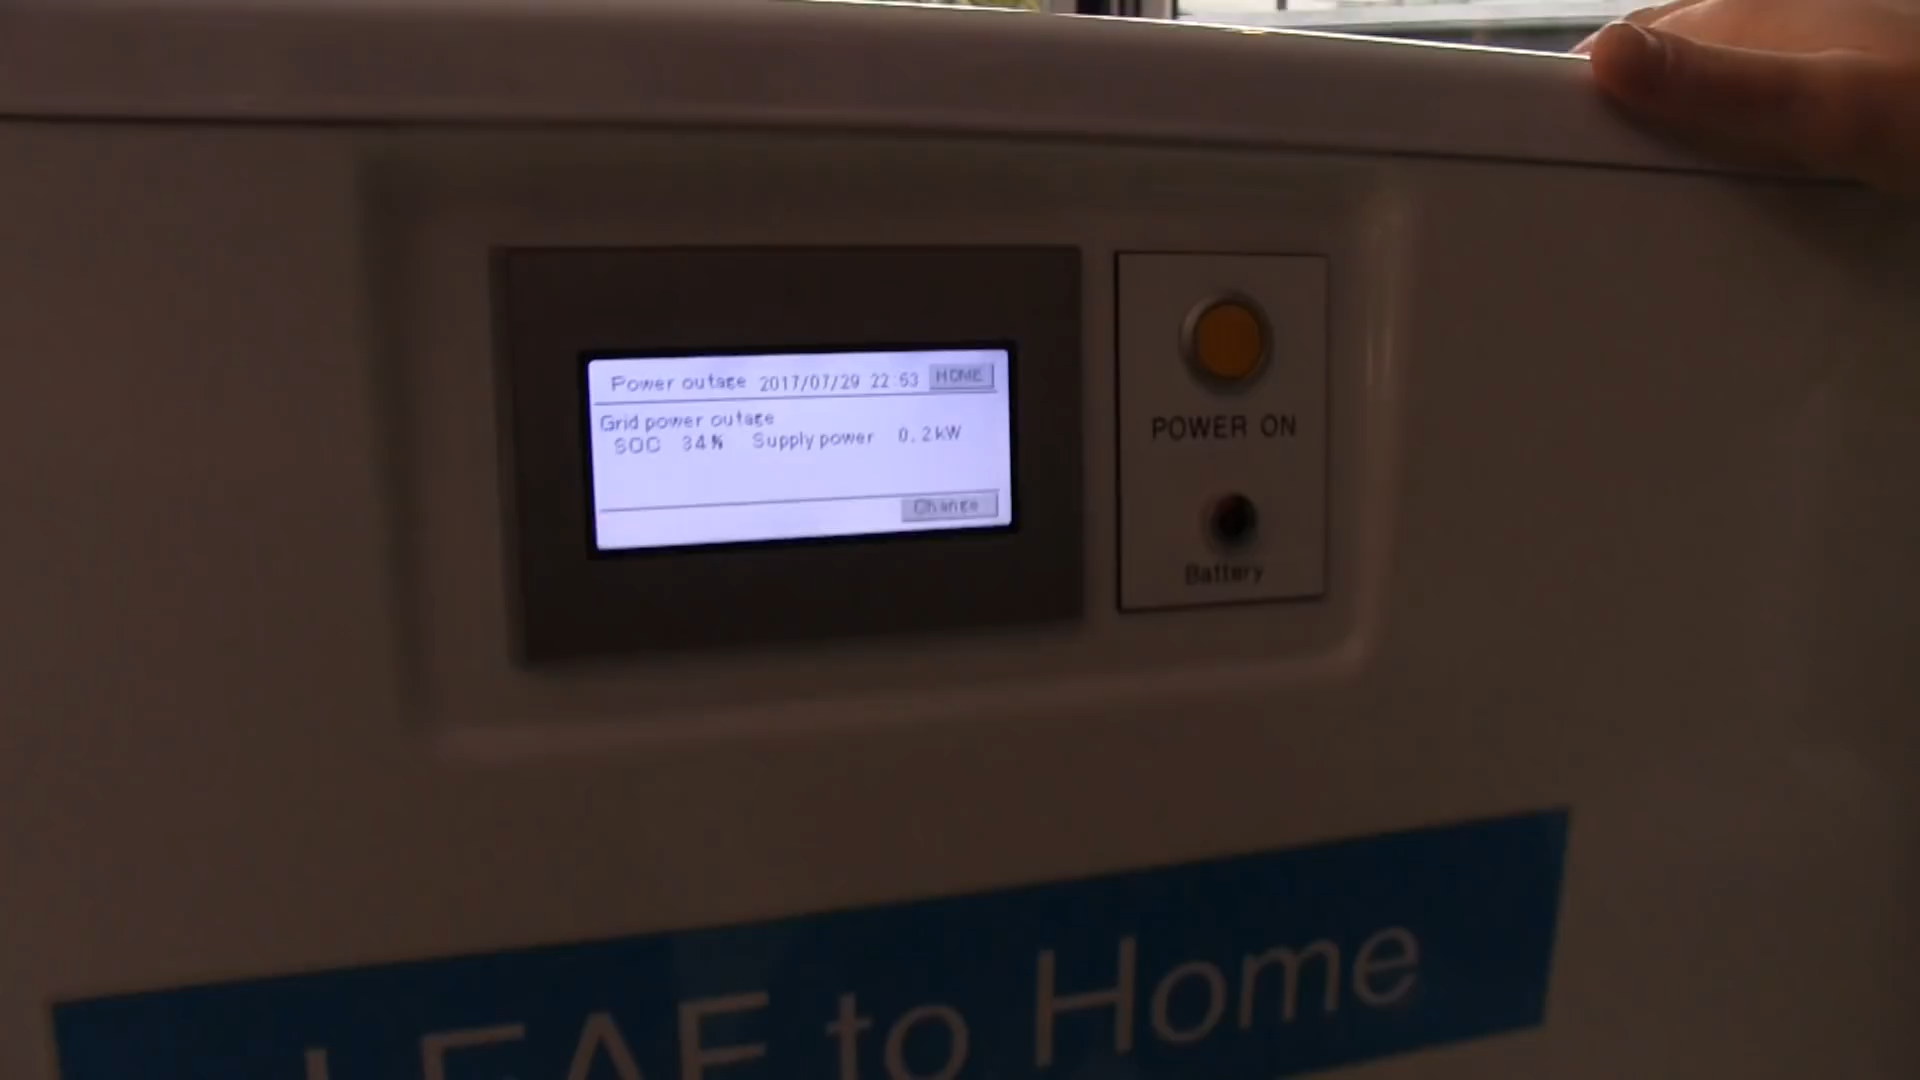 Power outage 2017/07/29 22:53 HOME
Grid power outage
SOC 34% Supply power 0.2kW
Change
POWER ON
Battery
LEAF to Home